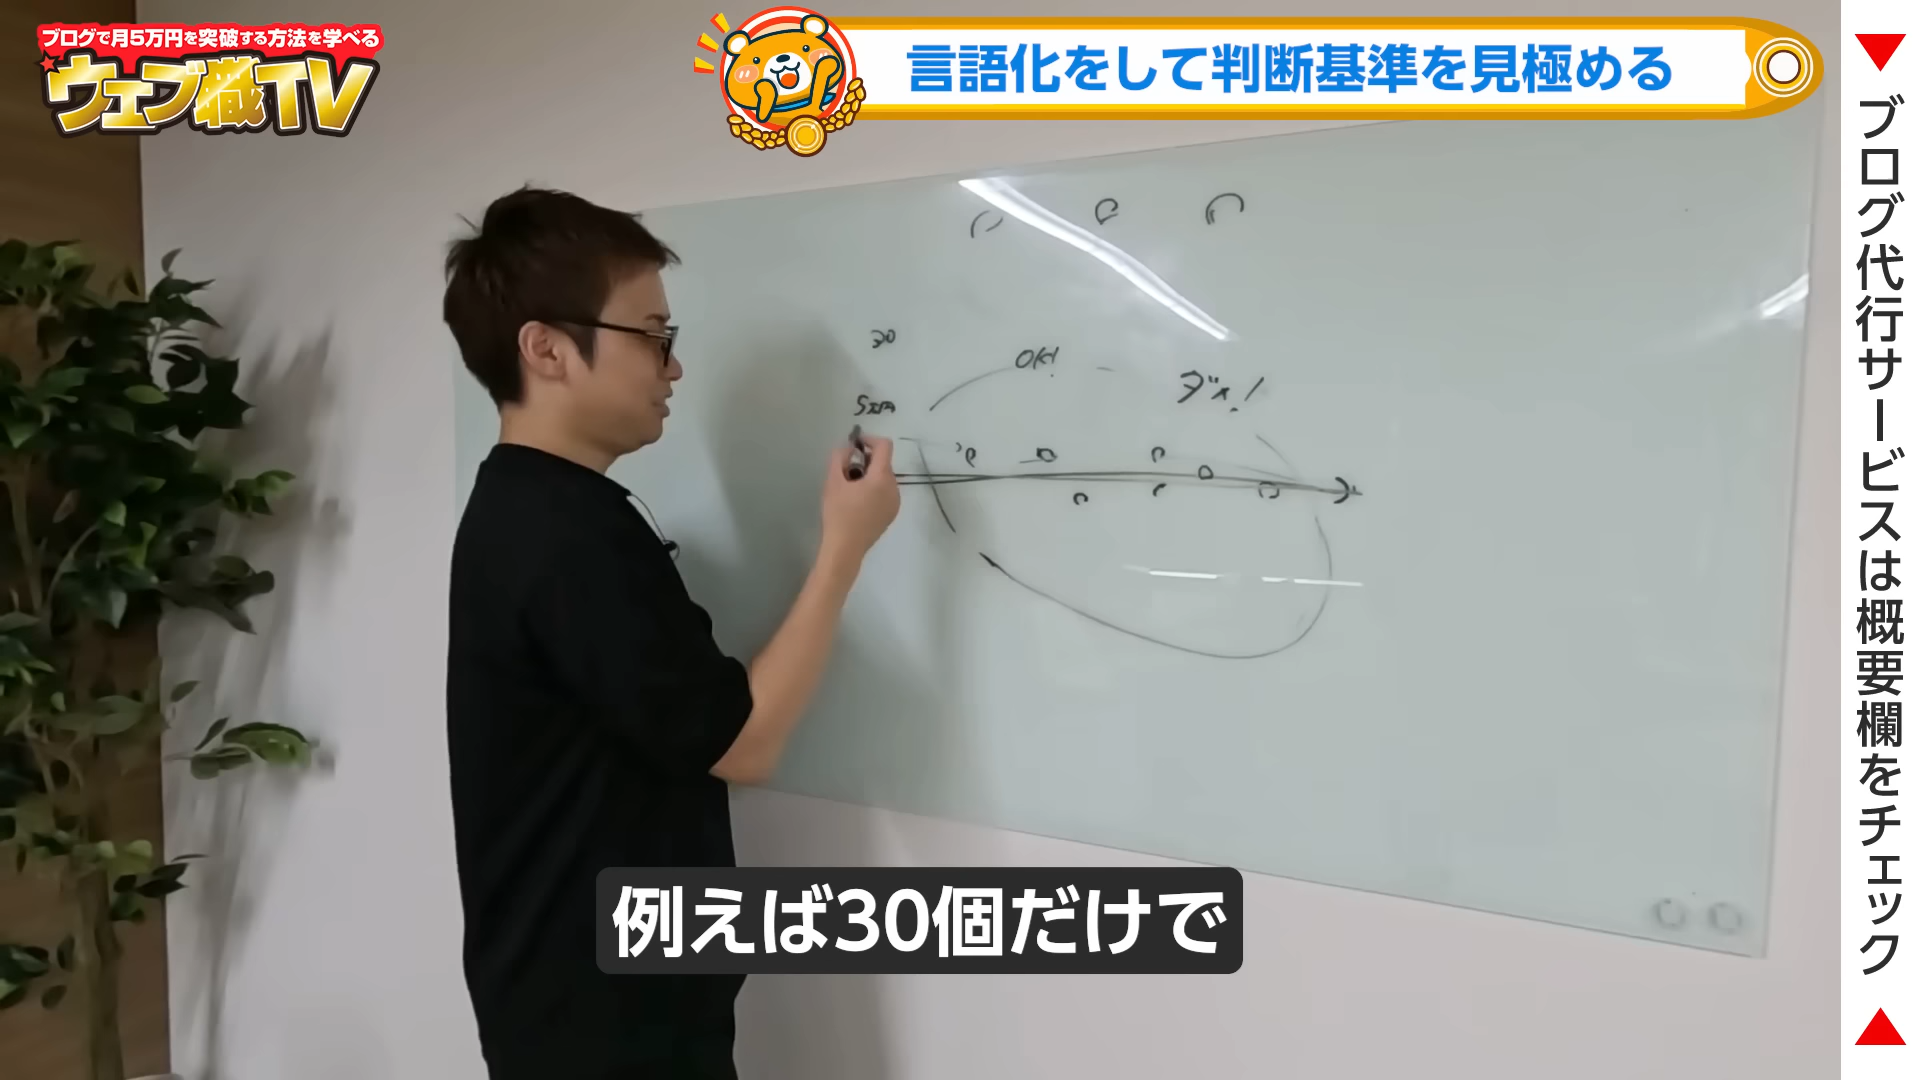 ブログで月5万円を突破する方法を学べる
ウェブ職TV
言語化をして判断基準を見極める
ブログ代行サービスは概要欄をチェック
30
OK!
ダメ!
5万円
例えば30個だけで